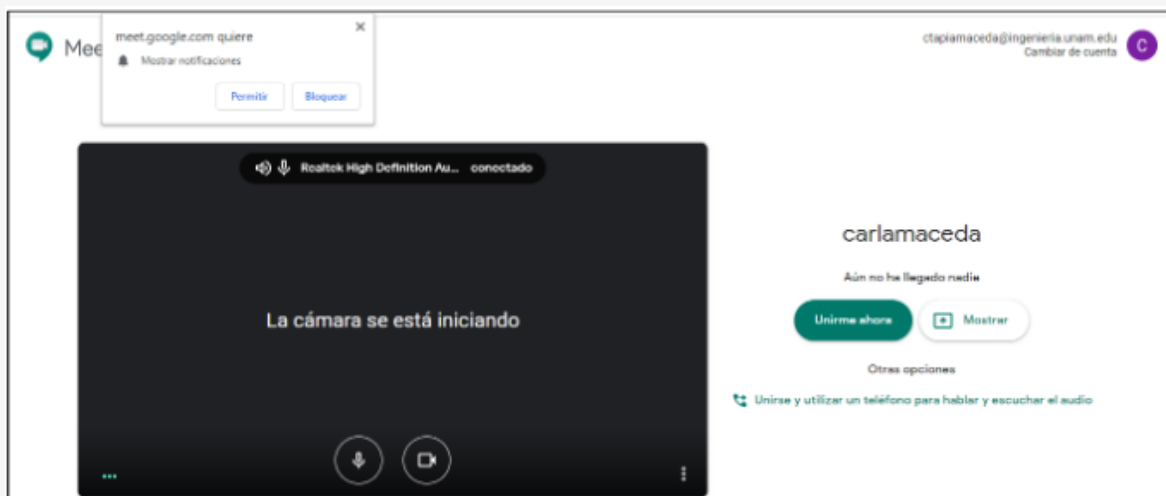 meet.google.com quiere
Mostrar notificaciones
Permitir
Bloquear
Mee
ctapiamaceda@ingenieria.unam.edu
Cambiar de cuenta
C
Realtek High Definition Au... conectado
La cámara se está iniciando
carlamaceda
Aún no ha llegado nadie
Unirme ahora
Mostrar
Otras opciones
Unirse y utilizar un teléfono para hablar y escuchar el audio